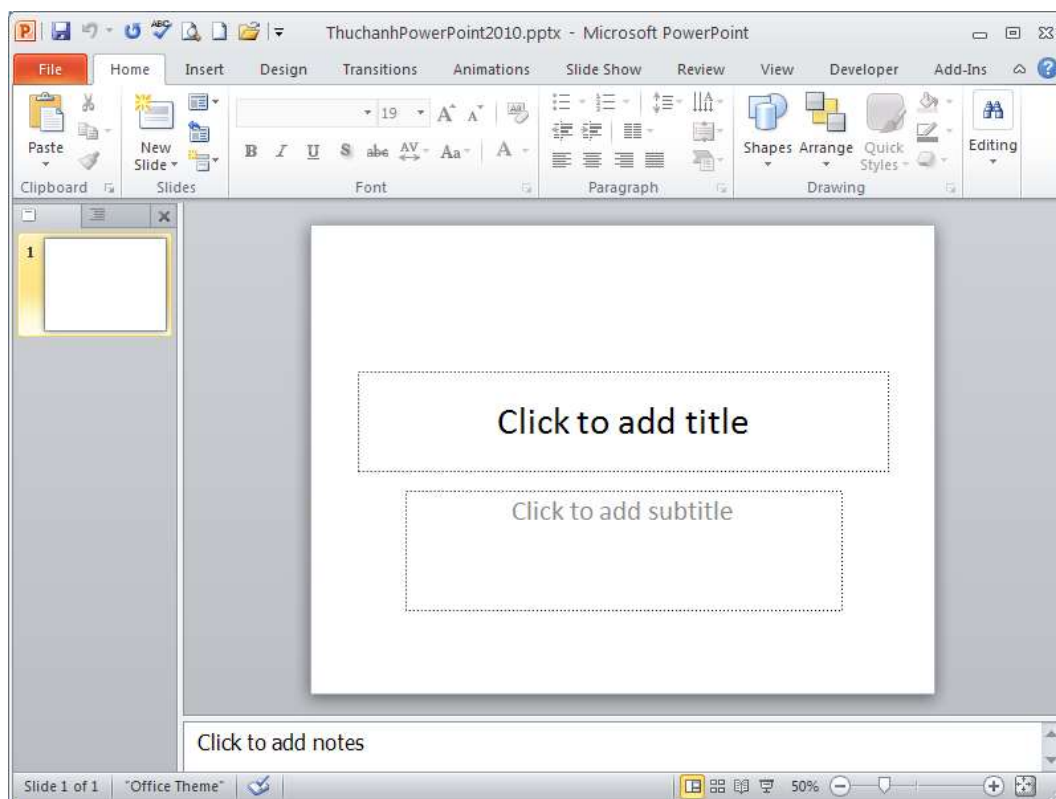 ThuchanhPowerPoint2010.pptx - Microsoft PowerPoint
File Home Insert Design Transitions Animations Slide Show Review View Developer Add-Ins
Paste
New Slide
19
B I U S abc AV Aa A
Shapes Arrange Quick Styles
Editing
Clipboard Slides Font Paragraph Drawing
1
Click to add title
Click to add subtitle
Click to add notes
Slide 1 of 1 "Office Theme" 50%